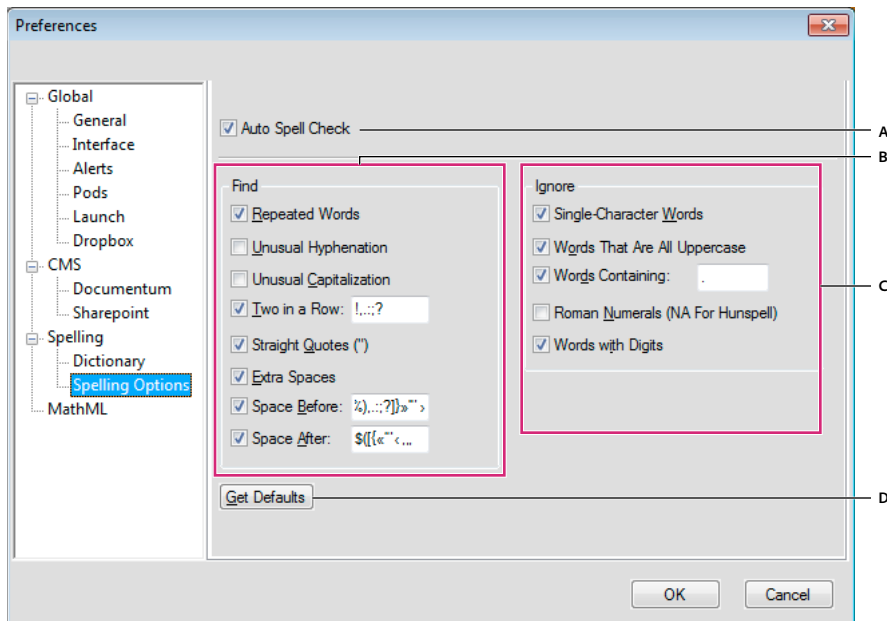 Preferences
Global
General
Interface
Alerts
Pods
Launch
Dropbox
CMS
Documentum
Sharepoint
Spelling
Dictionary
Spelling Options
MathML
Auto Spell Check
A
B
Find
Repeated Words
Unusual Hyphenation
Unusual Capitalization
Two in a Row: !,.:;?
Straight Quotes (")
Extra Spaces
Space Before: %),.:;?]}»"'›
Space After: $([{«"'‹‚„
Ignore
Single-Character Words
Words That Are All Uppercase
Words Containing: .
Roman Numerals (NA For Hunspell)
Words with Digits
C
Get Defaults
D
OK
Cancel